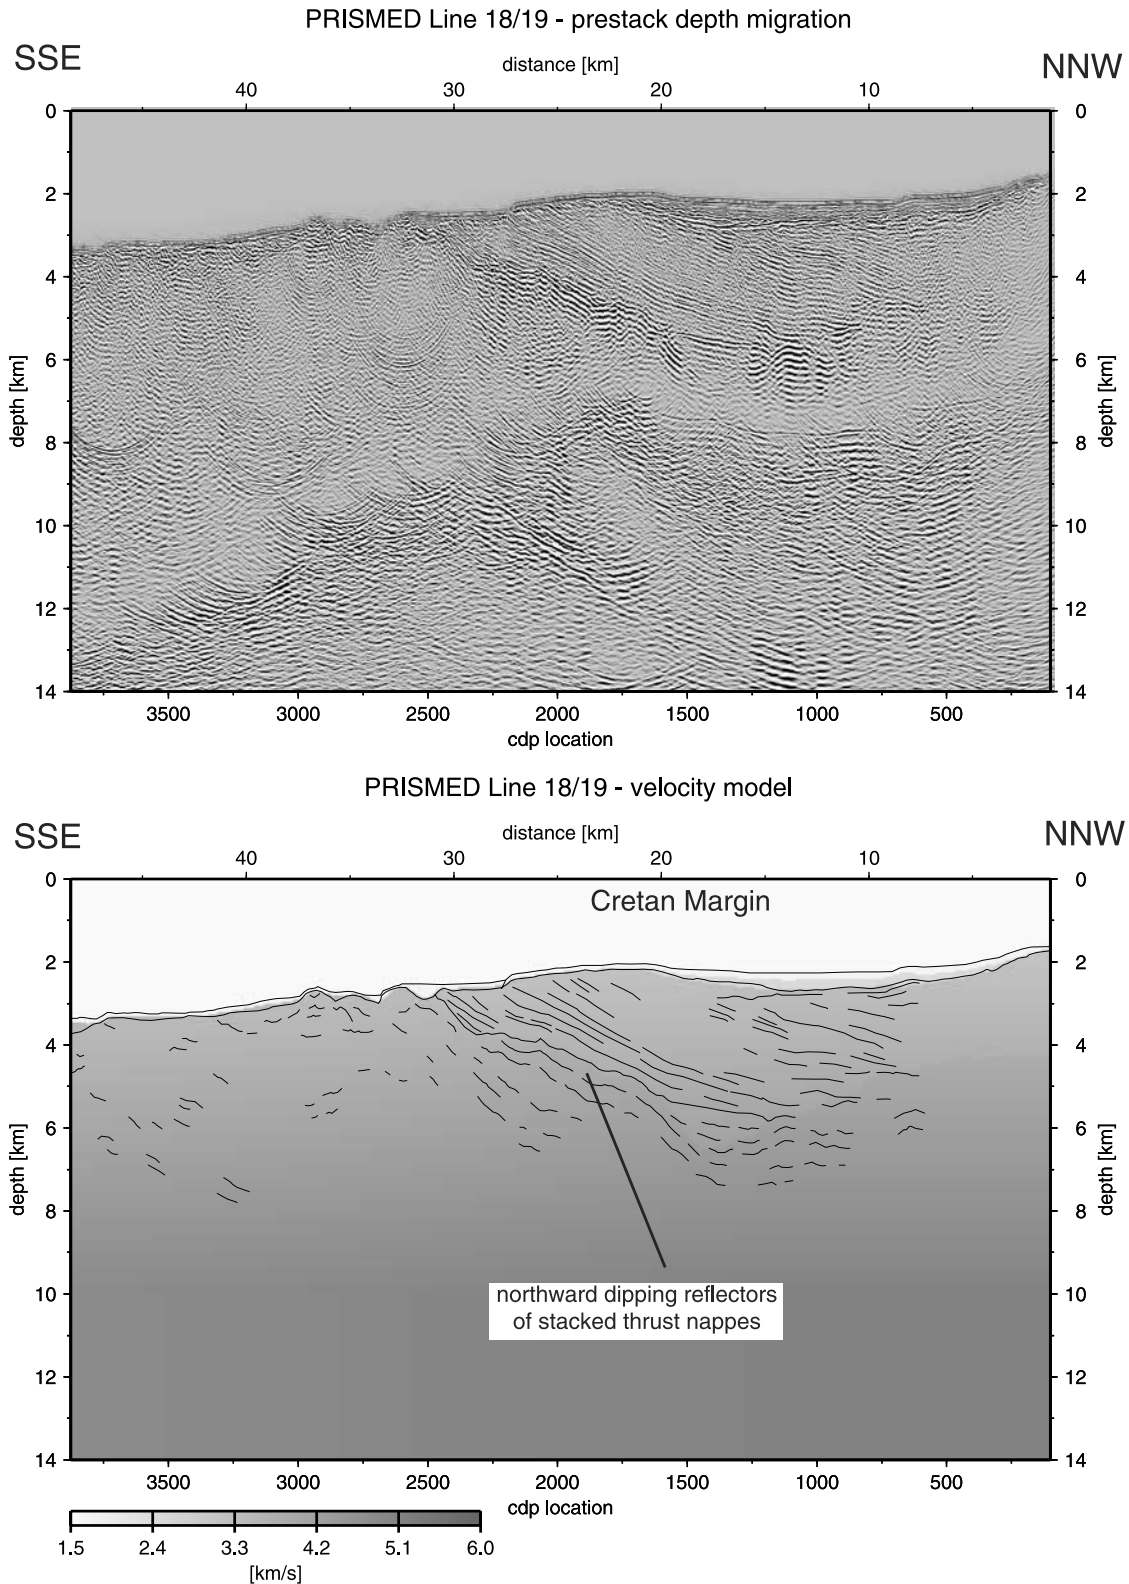 PRISMED Line 18/19 - prestack depth migration
SSE
distance [km]
NNW
40 30 20 10
0 0
2 2
4 4
6 6
depth [km] depth [km]
8 8
10 10
12 12
14 14
3500 3000 2500 2000 1500 1000 500
cdp location
PRISMED Line 18/19 - velocity model
SSE
distance [km]
NNW
40 30 20 10
0 0
Cretan Margin
2 2
4 4
6 6
depth [km] depth [km]
8 8
10 10
northward dipping reflectors
of stacked thrust nappes
12 12
14 14
3500 3000 2500 2000 1500 1000 500
cdp location
1.5 2.4 3.3 4.2 5.1 6.0
[km/s]